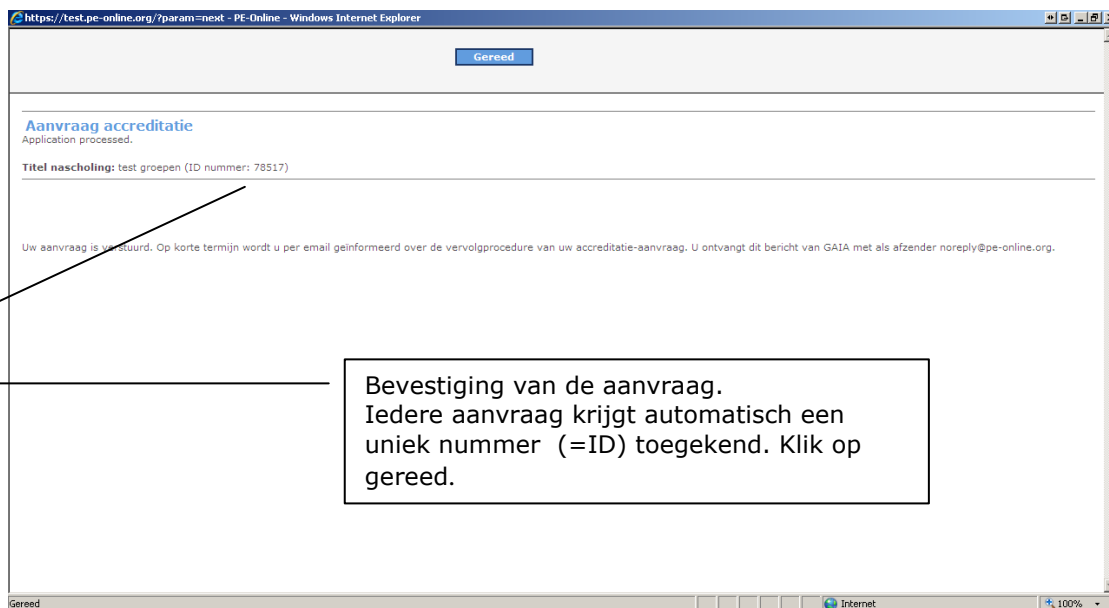 https://test.pe-online.org/?param=next - PE-Online - Windows Internet Explorer
Gereed
Aanvraag accreditatie
Application processed.
Titel nascholing: test groepen (ID nummer: 78517)
Uw aanvraag is verstuurd. Op korte termijn wordt u per email geïnformeerd over de vervolgprocedure van uw accreditatie-aanvraag. U ontvangt dit bericht van GAIA met als afzender noreply@pe-online.org.
Bevestiging van de aanvraag.
Iedere aanvraag krijgt automatisch een
uniek nummer (=ID) toegekend. Klik op
gereed.
Gereed
Internet
100%